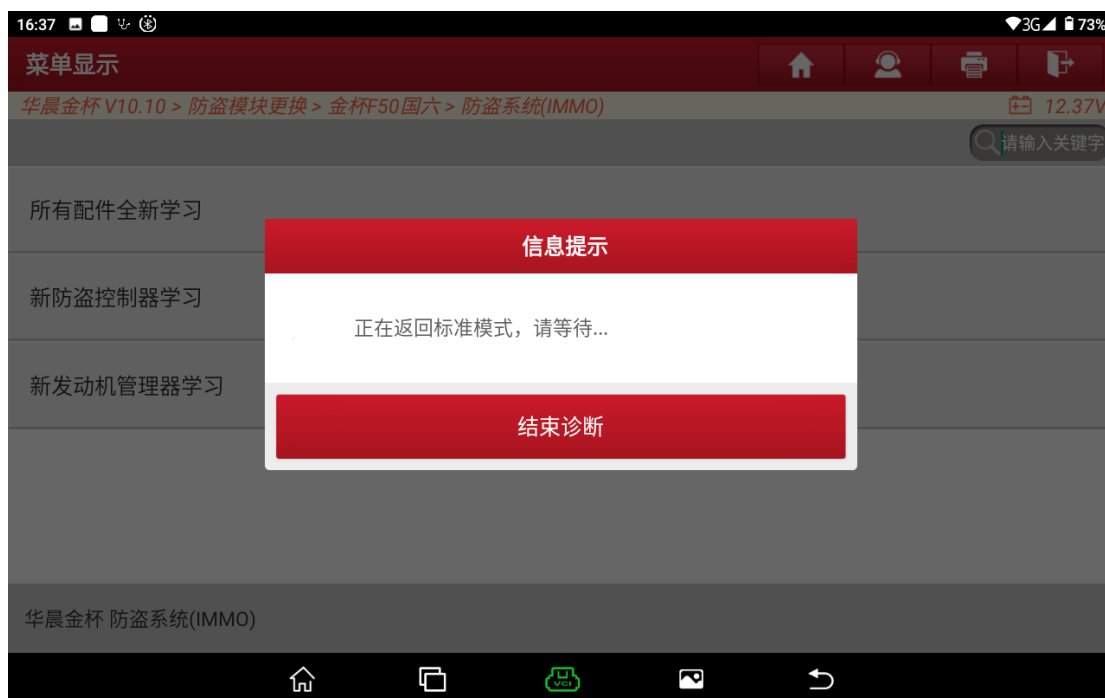 16:37
3G
73%
菜单显示
华晨金杯 V10.10 > 防盗模块更换 > 金杯F50国六 > 防盗系统(IMMO)
12.37V
请输入关键字
所有配件全新学习
信息提示
新防盗控制器学习
正在返回标准模式，请等待...
新发动机管理器学习
结束诊断
华晨金杯 防盗系统(IMMO)
VCI